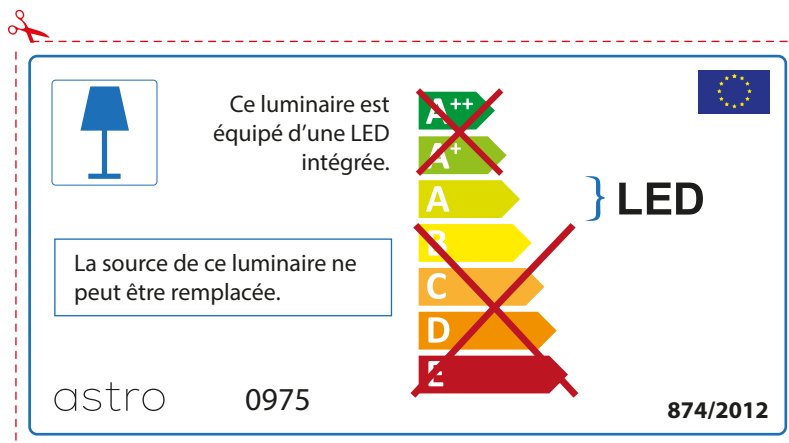 Ce luminaire est
équipé d’une LED
intégrée.
A++
A+
A
B
C
D
E
LED
La source de ce luminaire ne
peut être remplacée.
astro
0975
874/2012